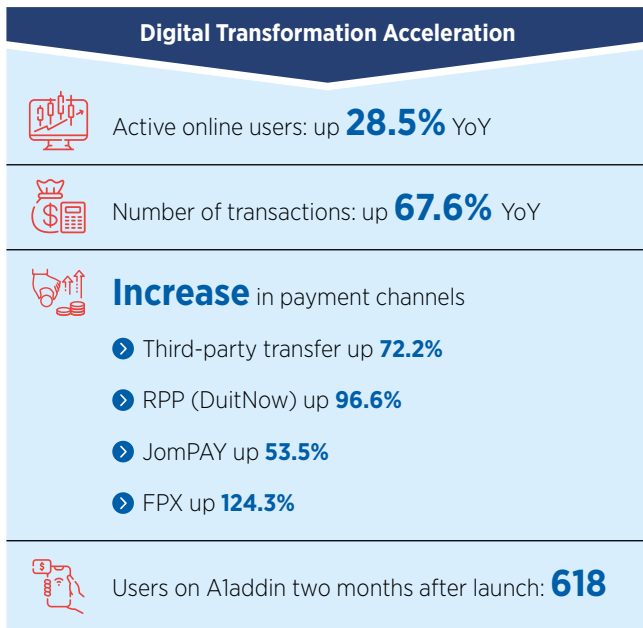 Digital Transformation Acceleration
Active online users: up 28.5% YoY
Number of transactions: up 67.6% YoY
Increase in payment channels
Third-party transfer up 72.2%
RPP (DuitNow) up 96.6%
JomPAY up 53.5%
FPX up 124.3%
Users on A1addin two months after launch: 618